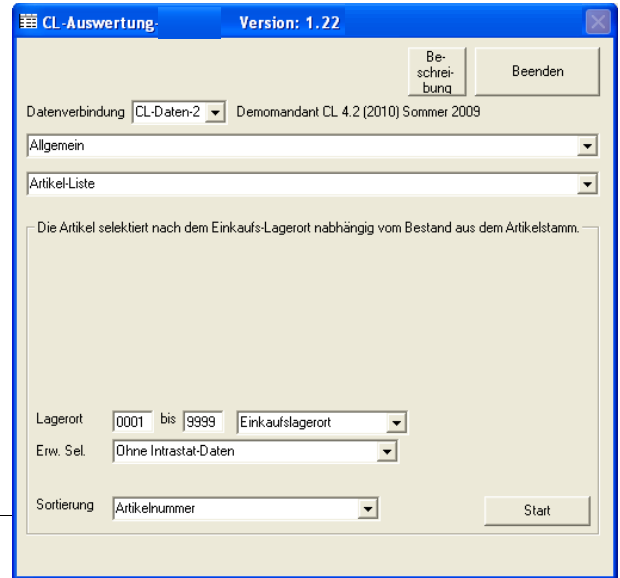 CL-Auswertung- Version: 1.22
Be-
schrei-
bung
Beenden
Datenverbindung CL-Daten-2 Demomandant CL 4.2 (2010) Sommer 2009
Allgemein
Artikel-Liste
Die Artikel selektiert nach dem Einkaufs-Lagerort nabhängig vom Bestand aus dem Artikelstamm.
Lagerort 0001 bis 9999 Einkaufslagerort
Erw. Sel. Ohne Intrastat-Daten
Sortierung Artikelnummer
Start